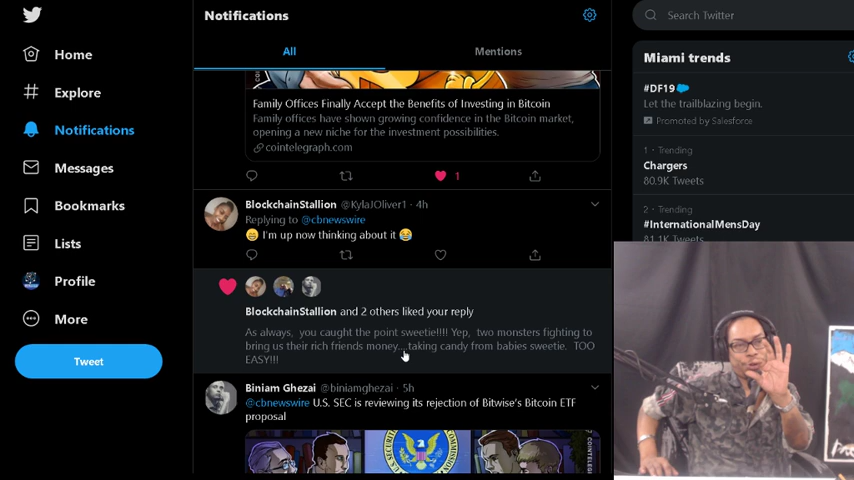 Notifications
Search Twitter
All
Mentions
Home
Explore
Notifications
Messages
Bookmarks
Lists
Profile
More
Tweet
Family Offices Finally Accept the Benefits of Investing in Bitcoin
Family offices have shown growing confidence in the Bitcoin market,
opening a new niche for the investment possibilities.
cointelegraph.com
1
BlockchainStallion @KylaJOliver1 · 4h
Replying to @cbnewswire
😁 I'm up now thinking about it 😂
BlockchainStallion and 2 others liked your reply
As always, you caught the point sweetie!!!! Yep, two monsters fighting to
bring us their rich friends money....taking candy from babies sweetie. TOO
EASY!!!
Biniam Ghezai @biniamghezai · 5h
@cbnewswire U.S. SEC is reviewing its rejection of Bitwise's Bitcoin ETF
proposal
Miami trends
#DF19
Let the trailblazing begin.
Promoted by Salesforce
1 · Trending
Chargers
80.9K Tweets
2 · Trending
#InternationalMensDay
81.1K Tweets